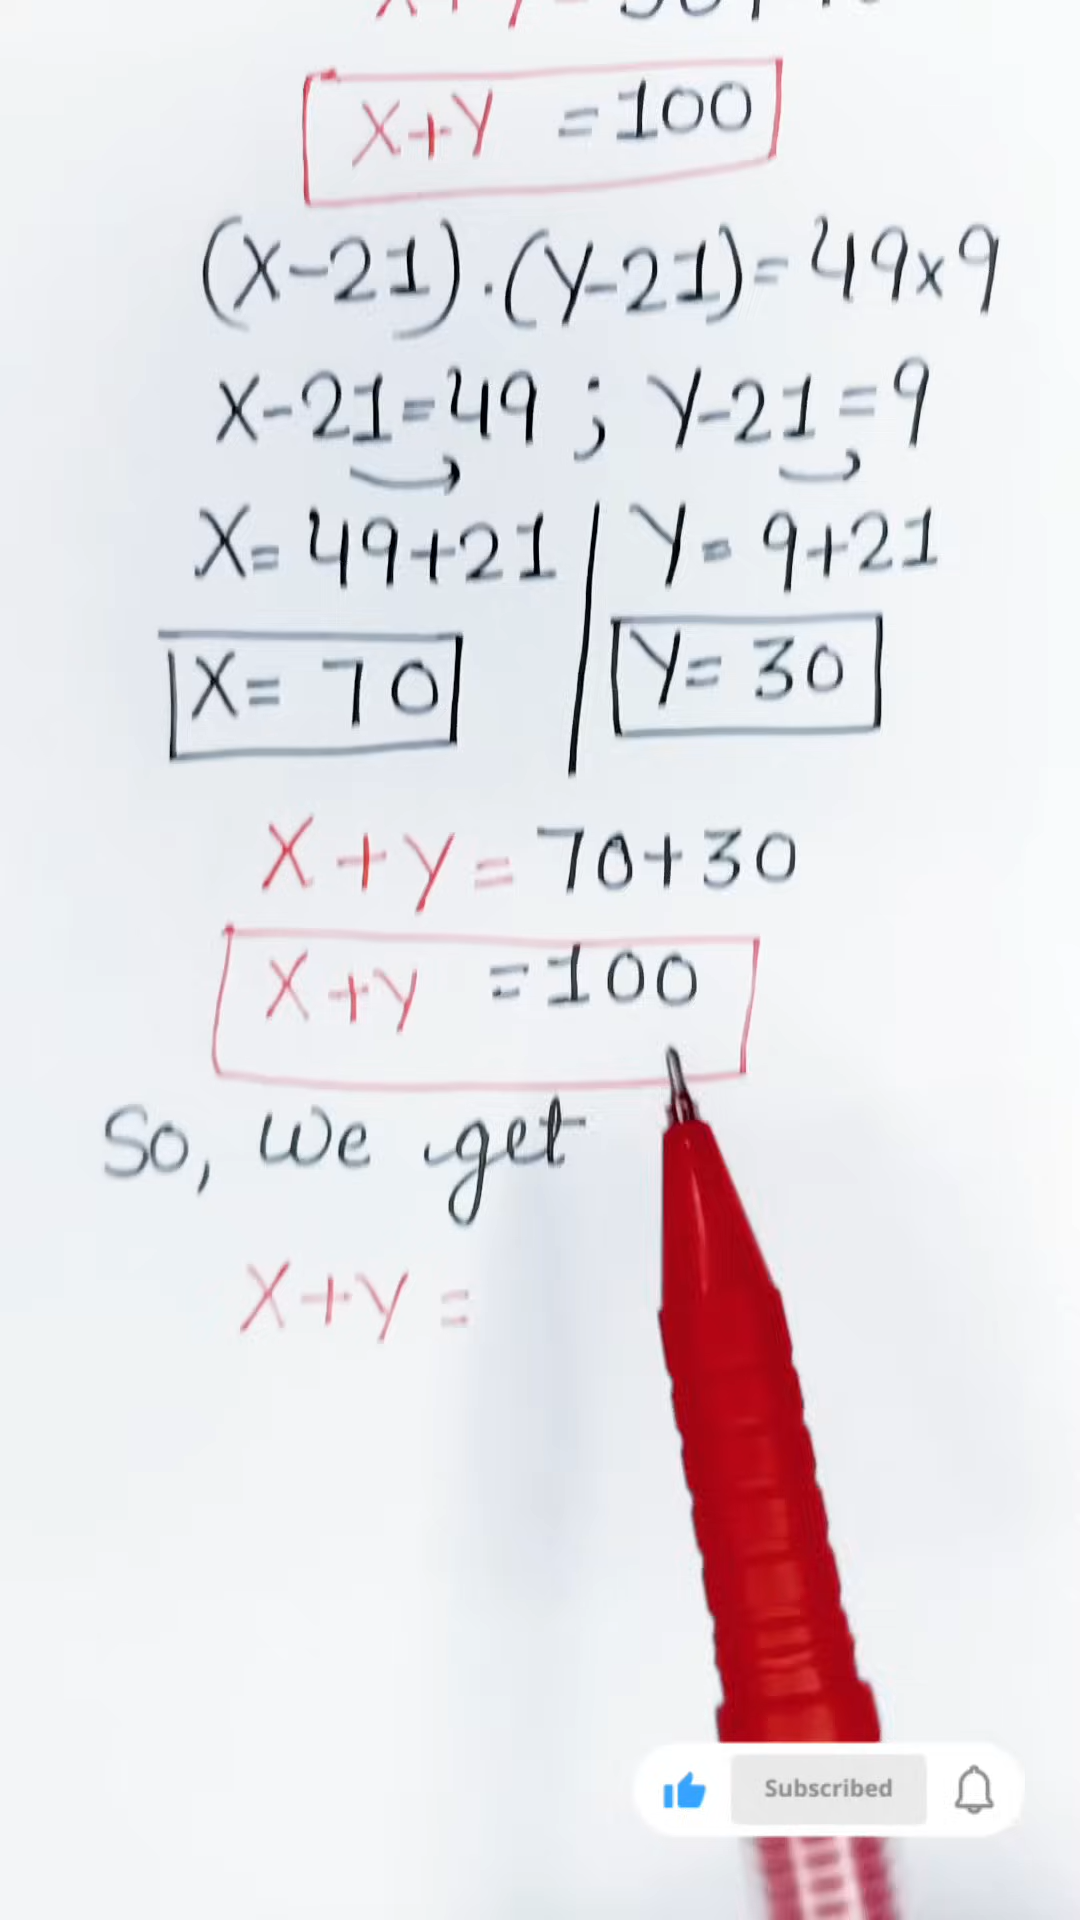 X+Y = 100
(X-21).(Y-21)=49x9
X-21=49 ; Y-21=9
X= 49+21 / Y= 9+21
X= 70 Y= 30
X+Y= 70+30
X+Y =100
So, We get
X+Y=
Subscribed